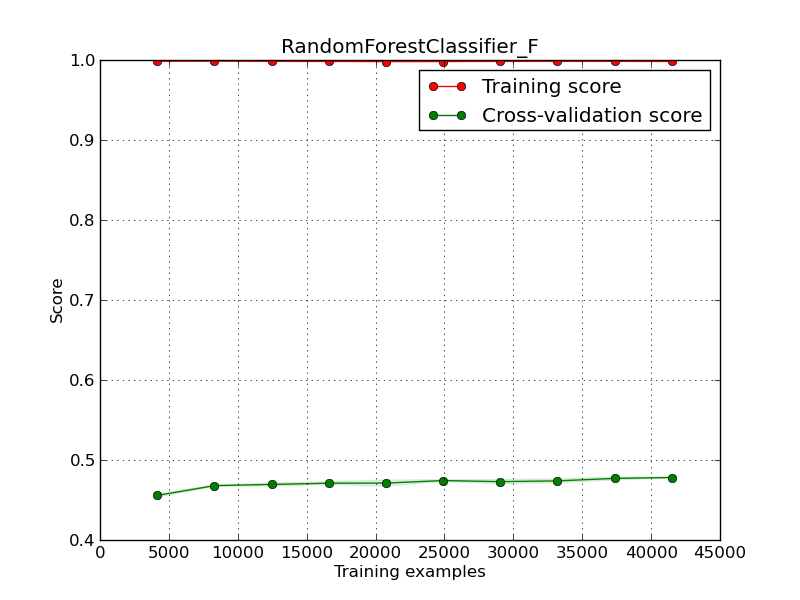 RandomForestClassifier_F
1.0
0.9
0.8
0.7
0.6
0.5
0.4
Score
Training score
Cross-validation score
0 5000 10000 15000 20000 25000 30000 35000 40000 45000
Training examples